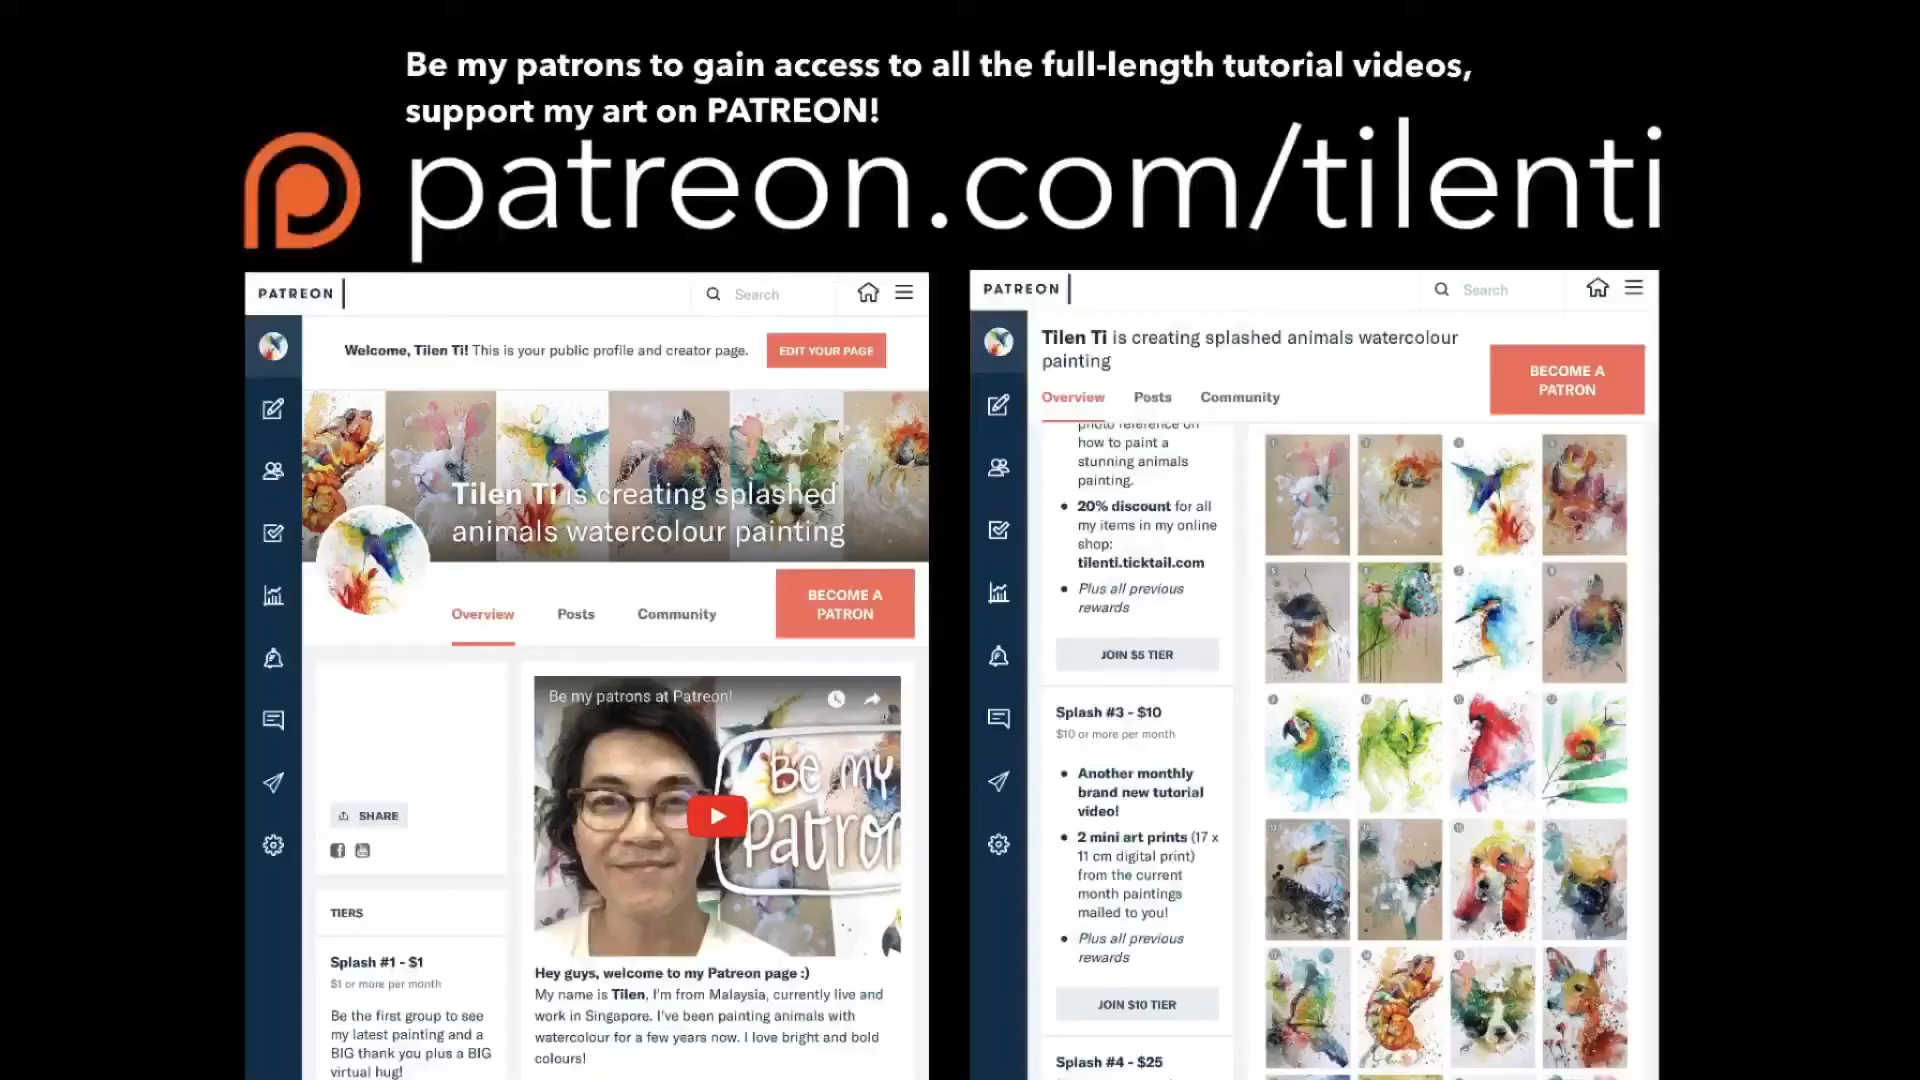 Be my patrons to gain access to all the full-length tutorial videos,
support my art on PATREON!
patreon.com/tilenti
PATREON
Search
Welcome, Tilen Ti! This is your public profile and creator page.
EDIT YOUR PAGE
Tilen Ti is creating splashed
animals watercolour painting
Overview
Posts
Community
BECOME A
PATRON
SHARE
TIERS
Splash #1 - $1
$1 or more per month
Be the first group to see
my latest painting and a
BIG thank you plus a BIG
virtual hug!
Be my patrons at Patreon!
Be my
patron
Hey guys, welcome to my Patreon page :)
My name is Tilen, I'm from Malaysia, currently live and
work in Singapore. I've been painting animals with
watercolour for a few years now. I love bright and bold
colours!
PATREON
Search
Tilen Ti is creating splashed animals watercolour
painting
BECOME A
PATRON
Overview
Posts
Community
photo reference on
how to paint a
stunning animals
painting.
20% discount for all
my items in my online
shop:
tilenti.ticktail.com
Plus all previous
rewards
JOIN $5 TIER
Splash #3 - $10
$10 or more per month
Another monthly
brand new tutorial
video!
2 mini art prints (17 x
11 cm digital print)
from the current
month paintings
mailed to you!
Plus all previous
rewards
JOIN $10 TIER
Splash #4 - $25